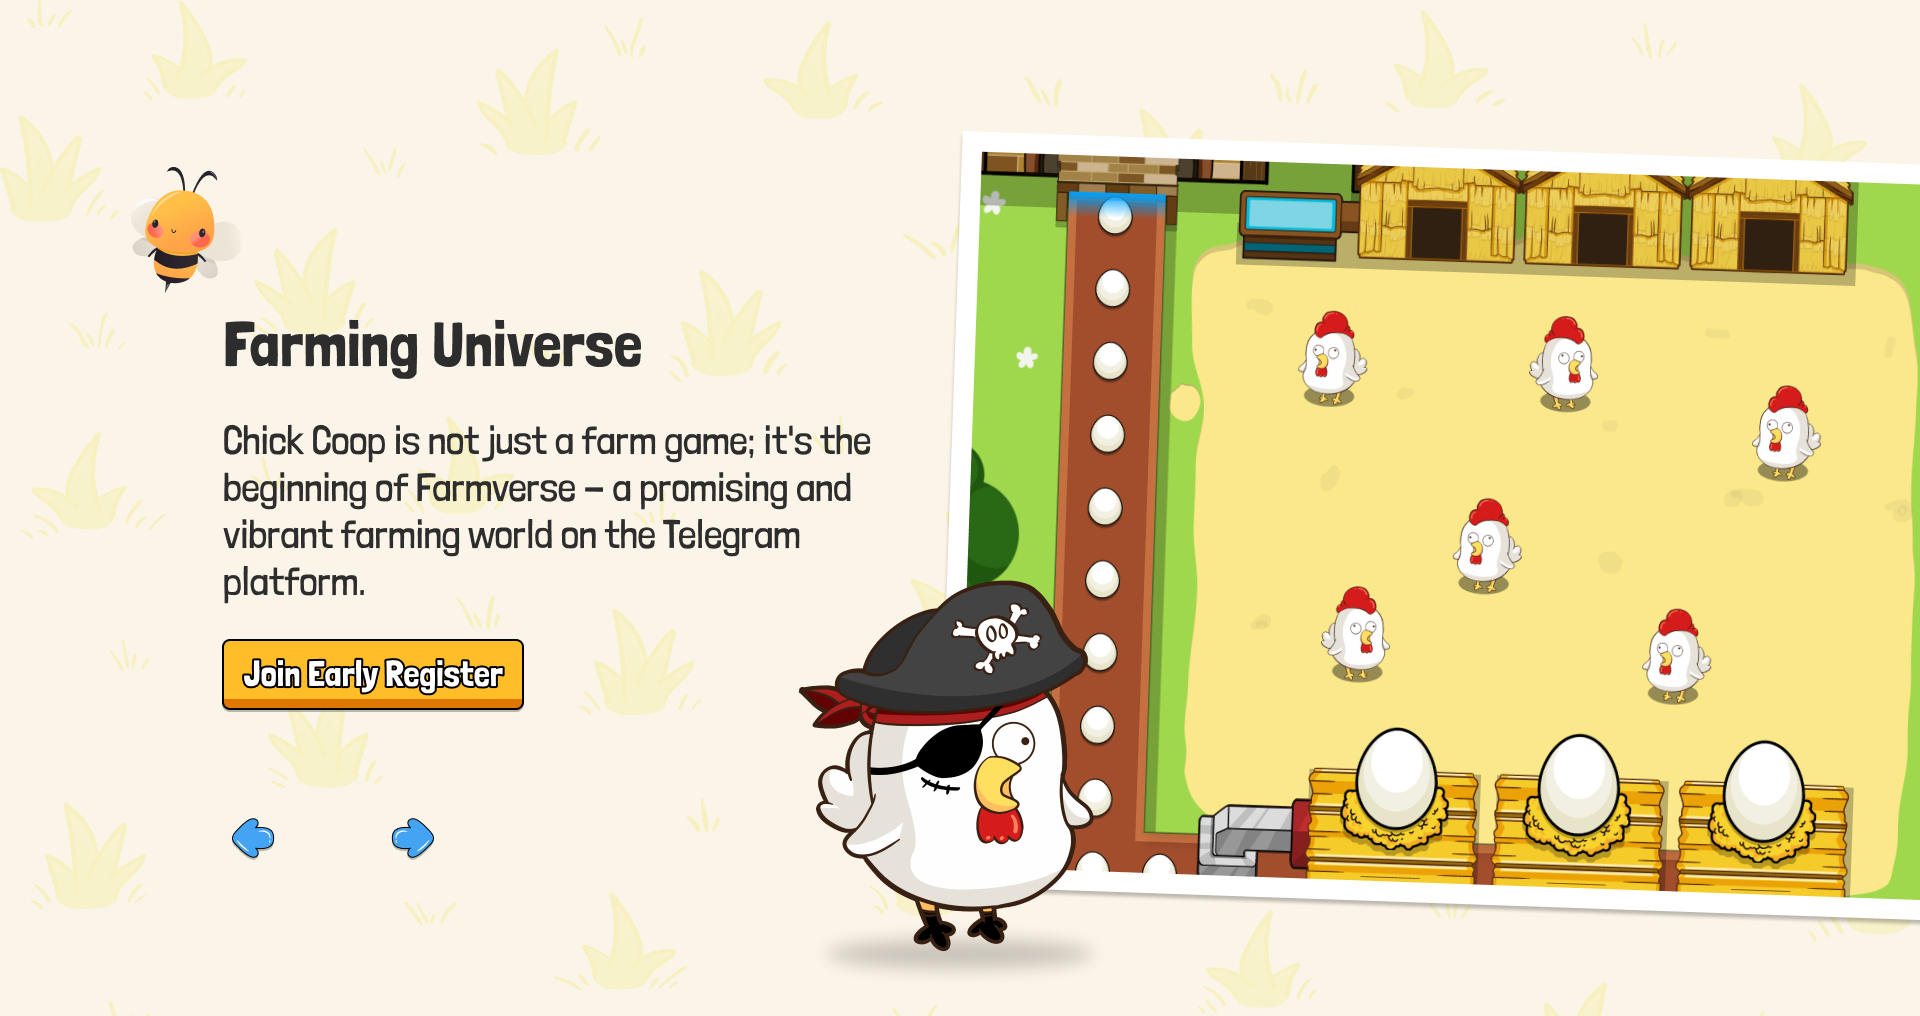 Farming Universe
Chick Coop is not just a farm game; it's the
beginning of Farmverse – a promising and
vibrant farming world on the Telegram
platform.
Join Early Register